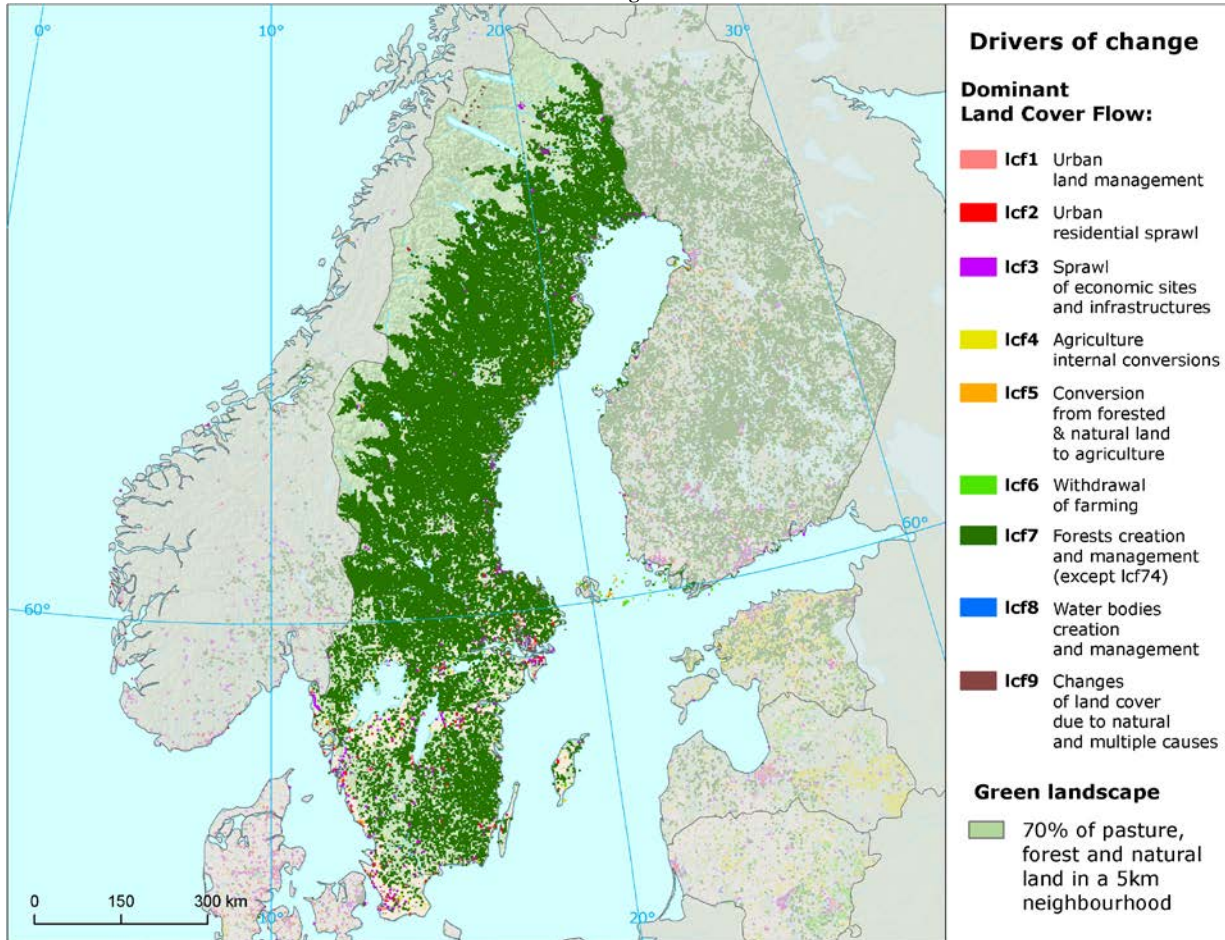 0°
10°
20°
30°
60°
60°
0 150 300 km
10°
20°
Drivers of change
Dominant
Land Cover Flow:
lcf1 Urban
land management
lcf2 Urban
residential sprawl
lcf3 Sprawl
of economic sites
and infrastructures
lcf4 Agriculture
internal conversions
lcf5 Conversion
from forested
& natural land
to agriculture
lcf6 Withdrawal
of farming
lcf7 Forests creation
and management
(except lcf74)
lcf8 Water bodies
creation
and management
lcf9 Changes
of land cover
due to natural
and multiple causes
Green landscape
70% of pasture,
forest and natural
land in a 5km
neighbourhood